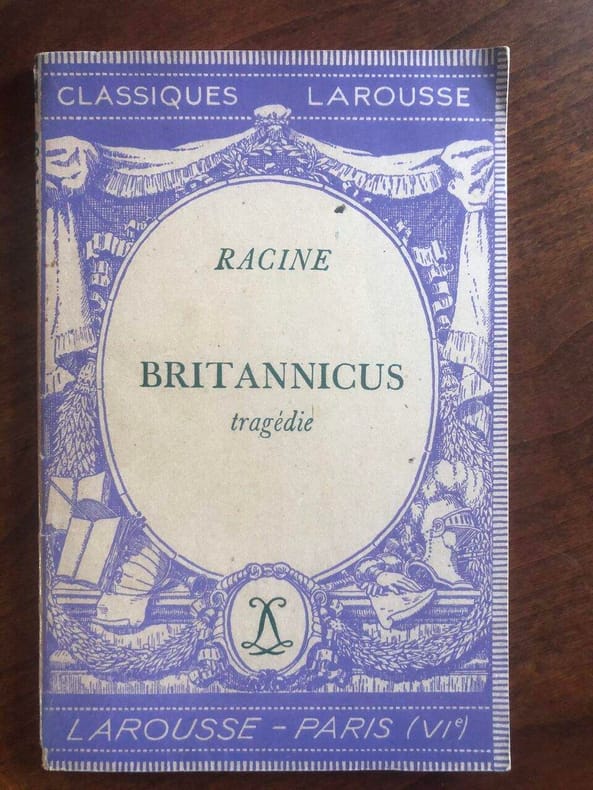 CLASSIQUES LAROUSSE
RACINE
BRITANNICUS
tragédie
LAROUSSE - PARIS (VIe)